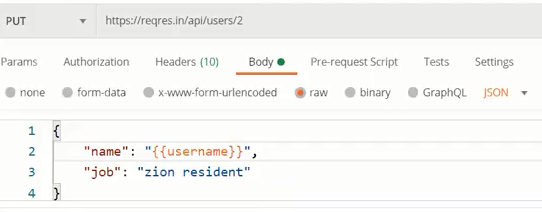 PUT https://reqres.in/api/users/2
Params Authorization Headers (10) Body Pre-request Script Tests Settings
none form-data x-www-form-urlencoded raw binary GraphQL JSON
1 {
2 "name": "{{username}}",
3 "job": "zion resident"
4 }